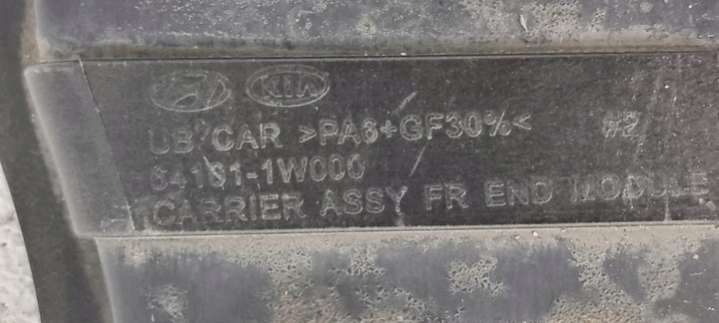 KIA
UB CAR >PA6+GF30%< #2
64101-1W000
CARRIER ASSY FR END MODULE